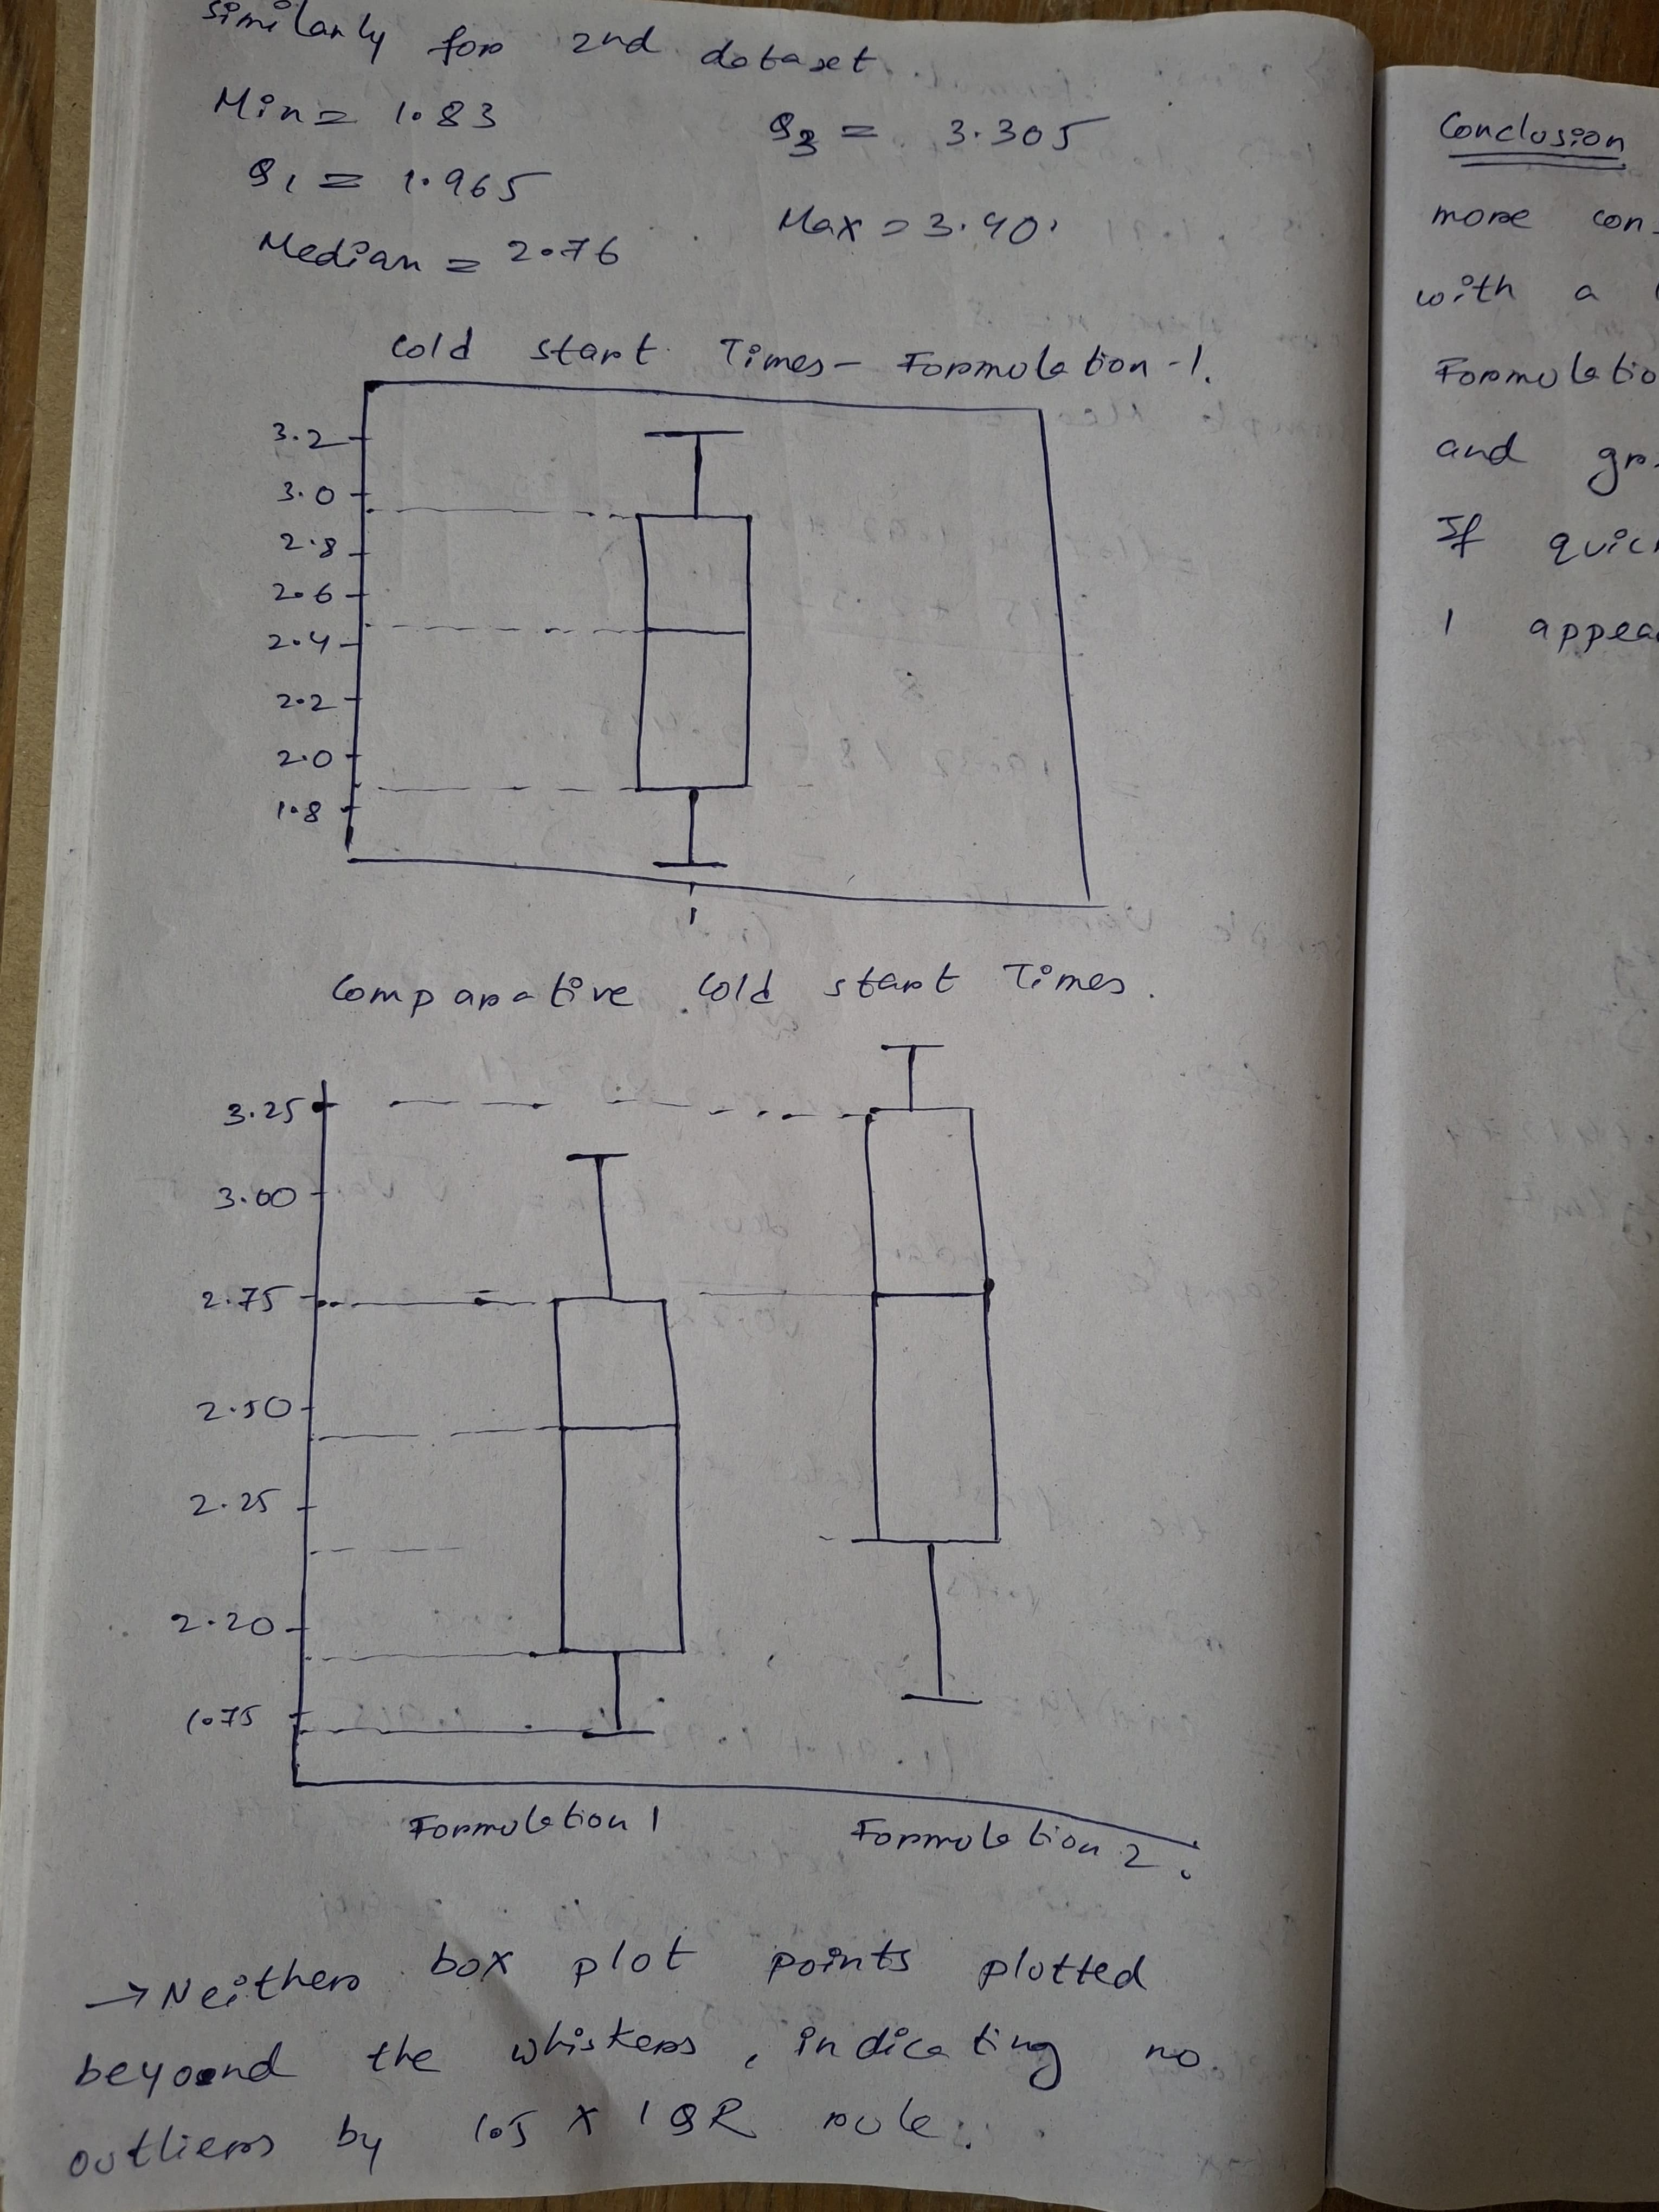 similarly for 2nd dataset
Min = 1.83
Q3 = 3.305
Q1 = 1.965
Max = 3.40
Median = 2.76
Cold start Times - Formulation - 1.
3.2
3.0
2.8
2.6
2.4
2.2
2.0
1.8
1
Comparative Cold start Times.
3.25
3.00
2.75
2.50
2.25
2.20
1.75
Formulation 1 Formulation 2.
→ Neither box plot points plotted
beyond the whiskers, indicating no
outliers by 1.5 X IQR rule.
Conclusion
more con
with a
Formulatio
and gr
If quic
1 appea